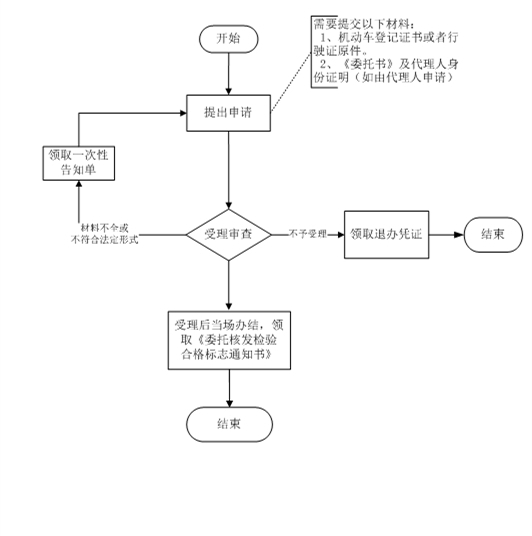 开始
需要提交以下材料：
1、机动车登记证书或者行
驶证原件。
2、《委托书》及代理人身
份证明（如由代理人申请）
提出申请
领取一次性
告知单
材料不全或
不符合法定形式
受理审查
不予受理
领取退办凭证
结束
受理后当场办结，领
取《委托核发检验
合格标志通知书》
结束